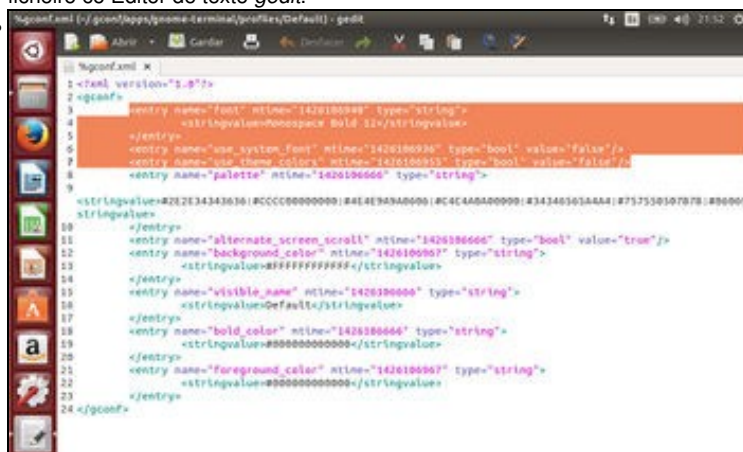 ficheiro co Editor de texto gedit.
%gconf.xml (~/.gconf/apps/gnome-terminal/profiles/Default) - gedit
21:52
Abrir Gardar Desfacer
%gconf.xml ×
1 <?xml version="1.0"?>
2 <gconf>
3 <entry name="font" mtime="1426106940" type="string">
4 <stringvalue>Monospace Bold 12</stringvalue>
5 </entry>
6 <entry name="use_system_font" mtime="1426106936" type="bool" value="false"/>
7 <entry name="use_theme_colors" mtime="1426106955" type="bool" value="false"/>
8 <entry name="palette" mtime="1426106666" type="string">
9
stringvalue>
10 </entry>
11 <entry name="alternate_screen_scroll" mtime="1426106666" type="bool" value="true"/>
12 <entry name="background_color" mtime="1426106967" type="string">
13 <stringvalue>#FFFFFFFFFFFF</stringvalue>
14 </entry>
15 <entry name="visible_name" mtime="1426106666" type="string">
16 <stringvalue>Default</stringvalue>
17 </entry>
18 <entry name="bold_color" mtime="1426106666" type="string">
19 <stringvalue>#000000000000</stringvalue>
20 </entry>
21 <entry name="foreground_color" mtime="1426106967" type="string">
22 <stringvalue>#000000000000</stringvalue>
23 </entry>
24 </gconf>